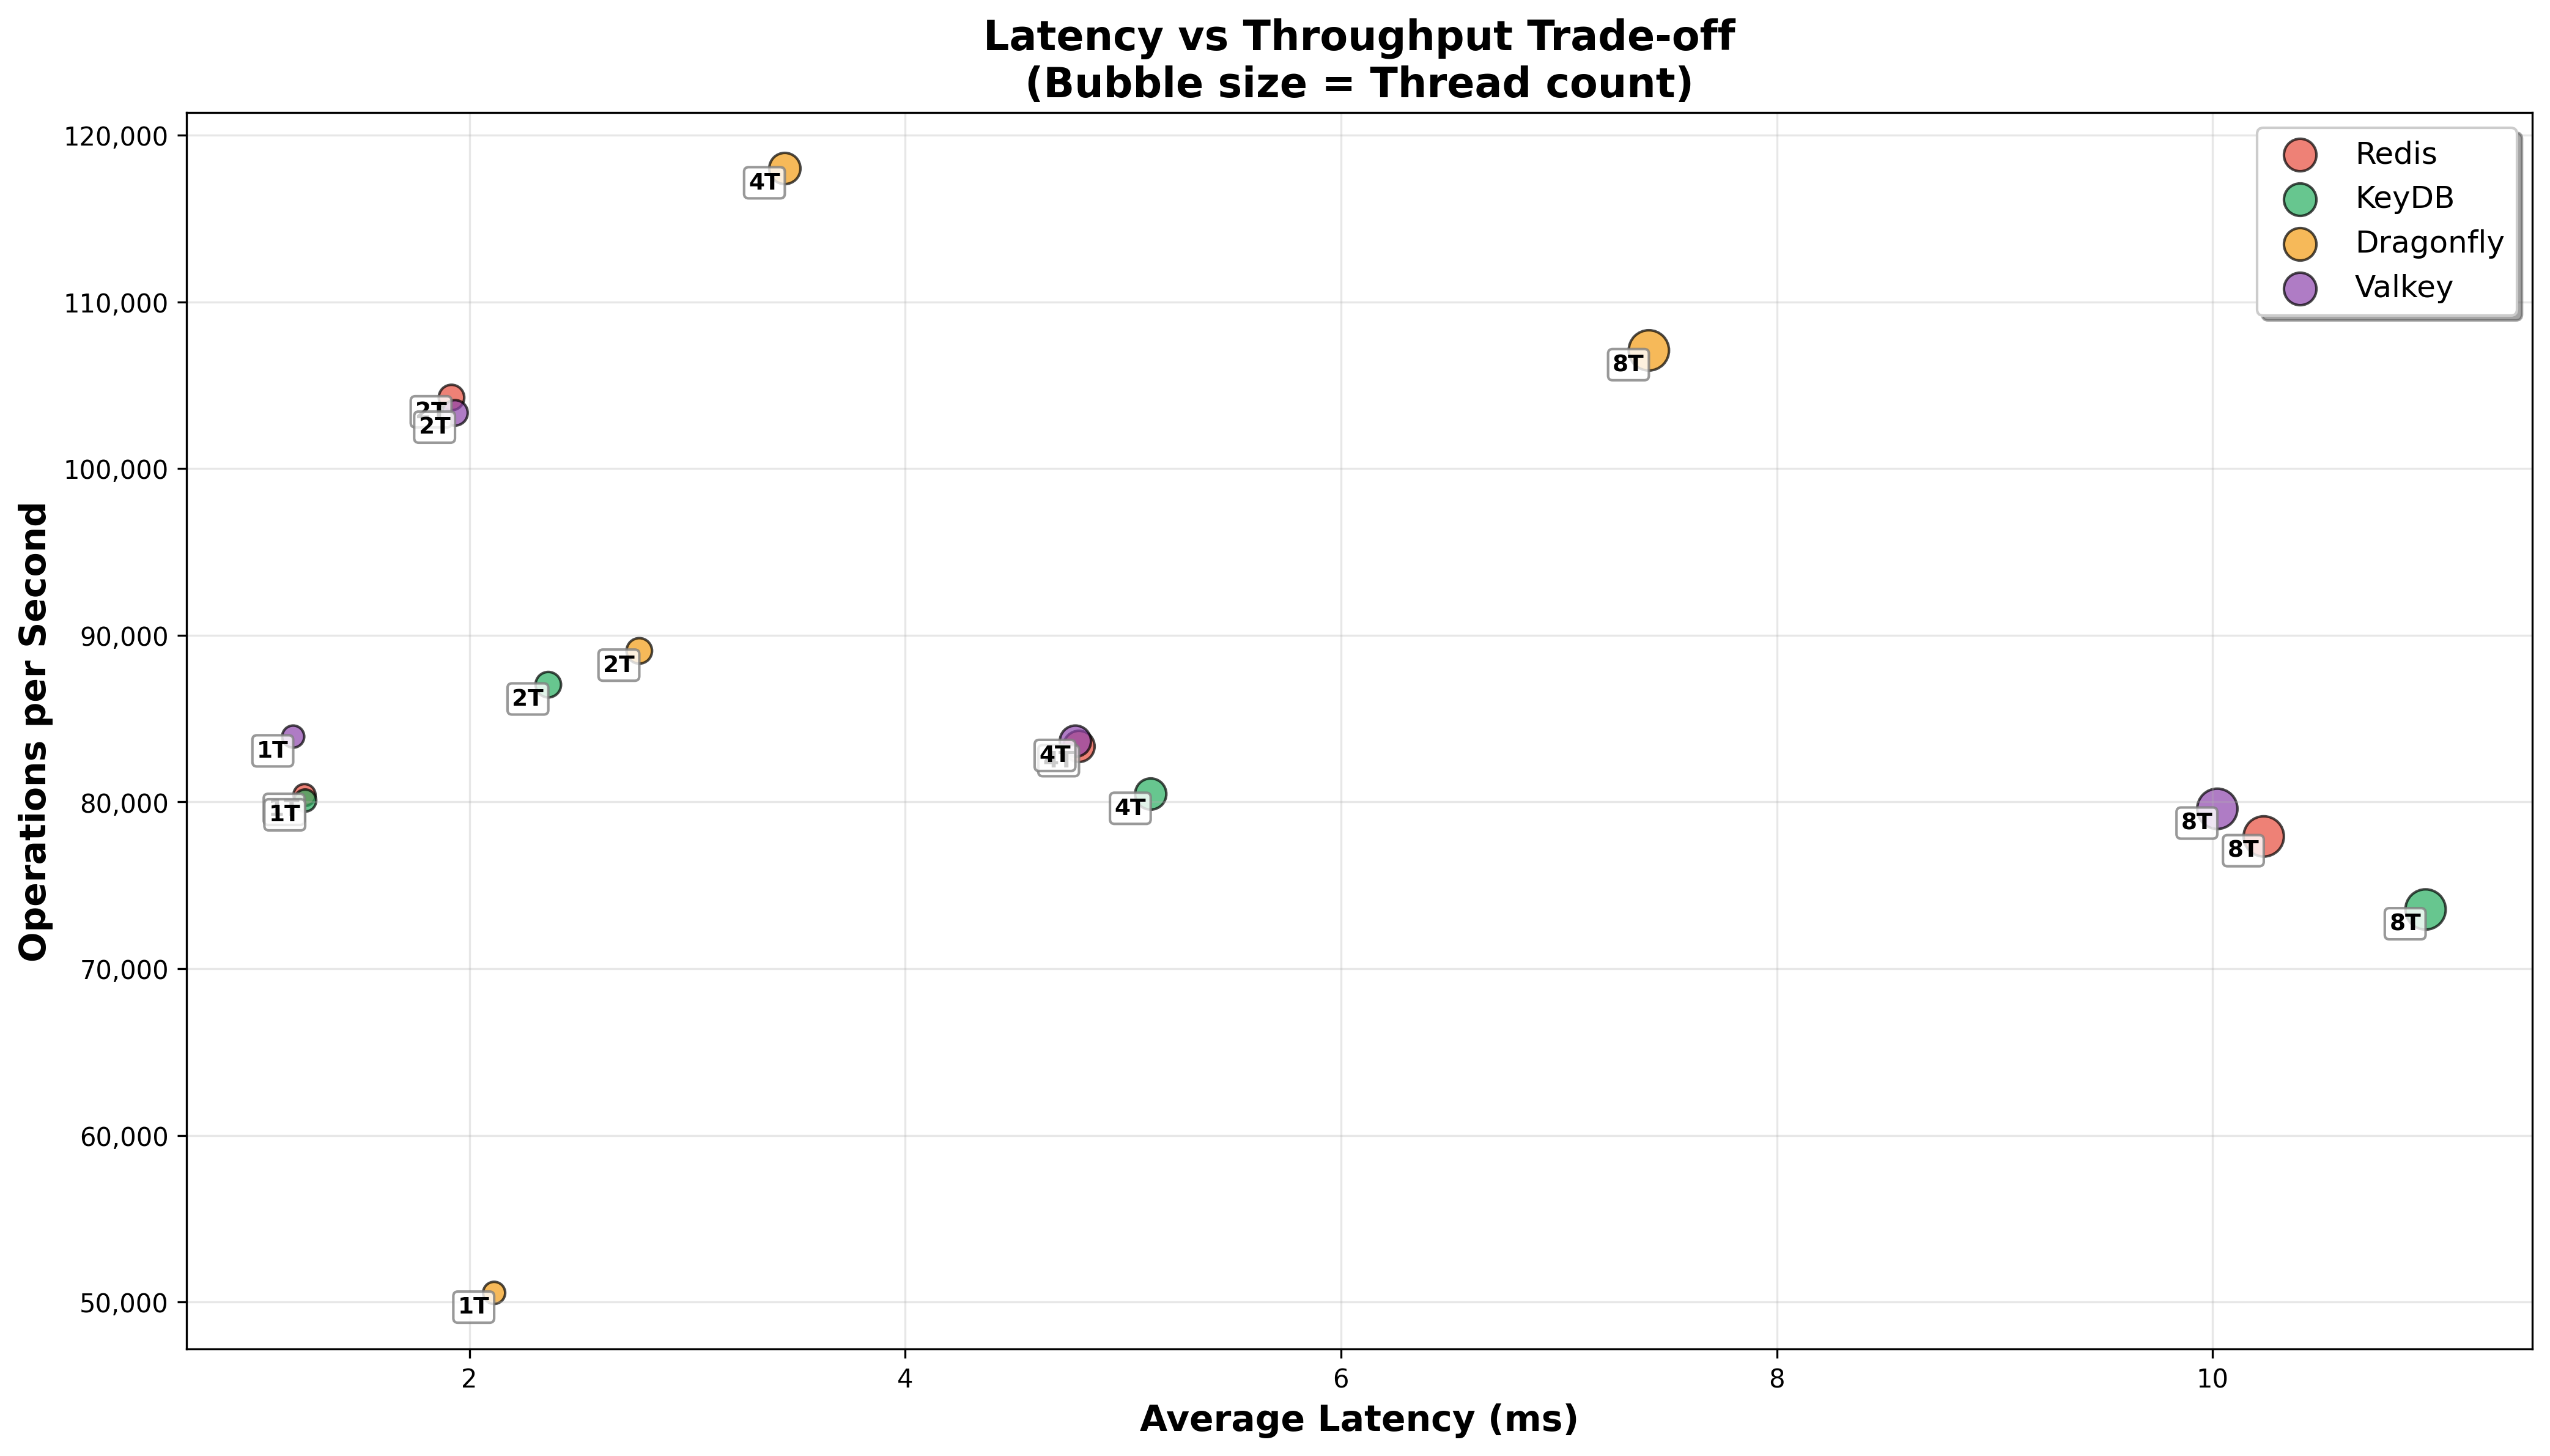 Latency vs Throughput Trade-off
(Bubble size = Thread count)
Redis
KeyDB
Dragonfly
Valkey
Operations per Second
120,000
110,000
100,000
90,000
80,000
70,000
60,000
50,000
4T
8T
2T
2T
2T
2T
1T
4T
1T
4T
8T
8T
8T
1T
2
4
6
8
10
Average Latency (ms)